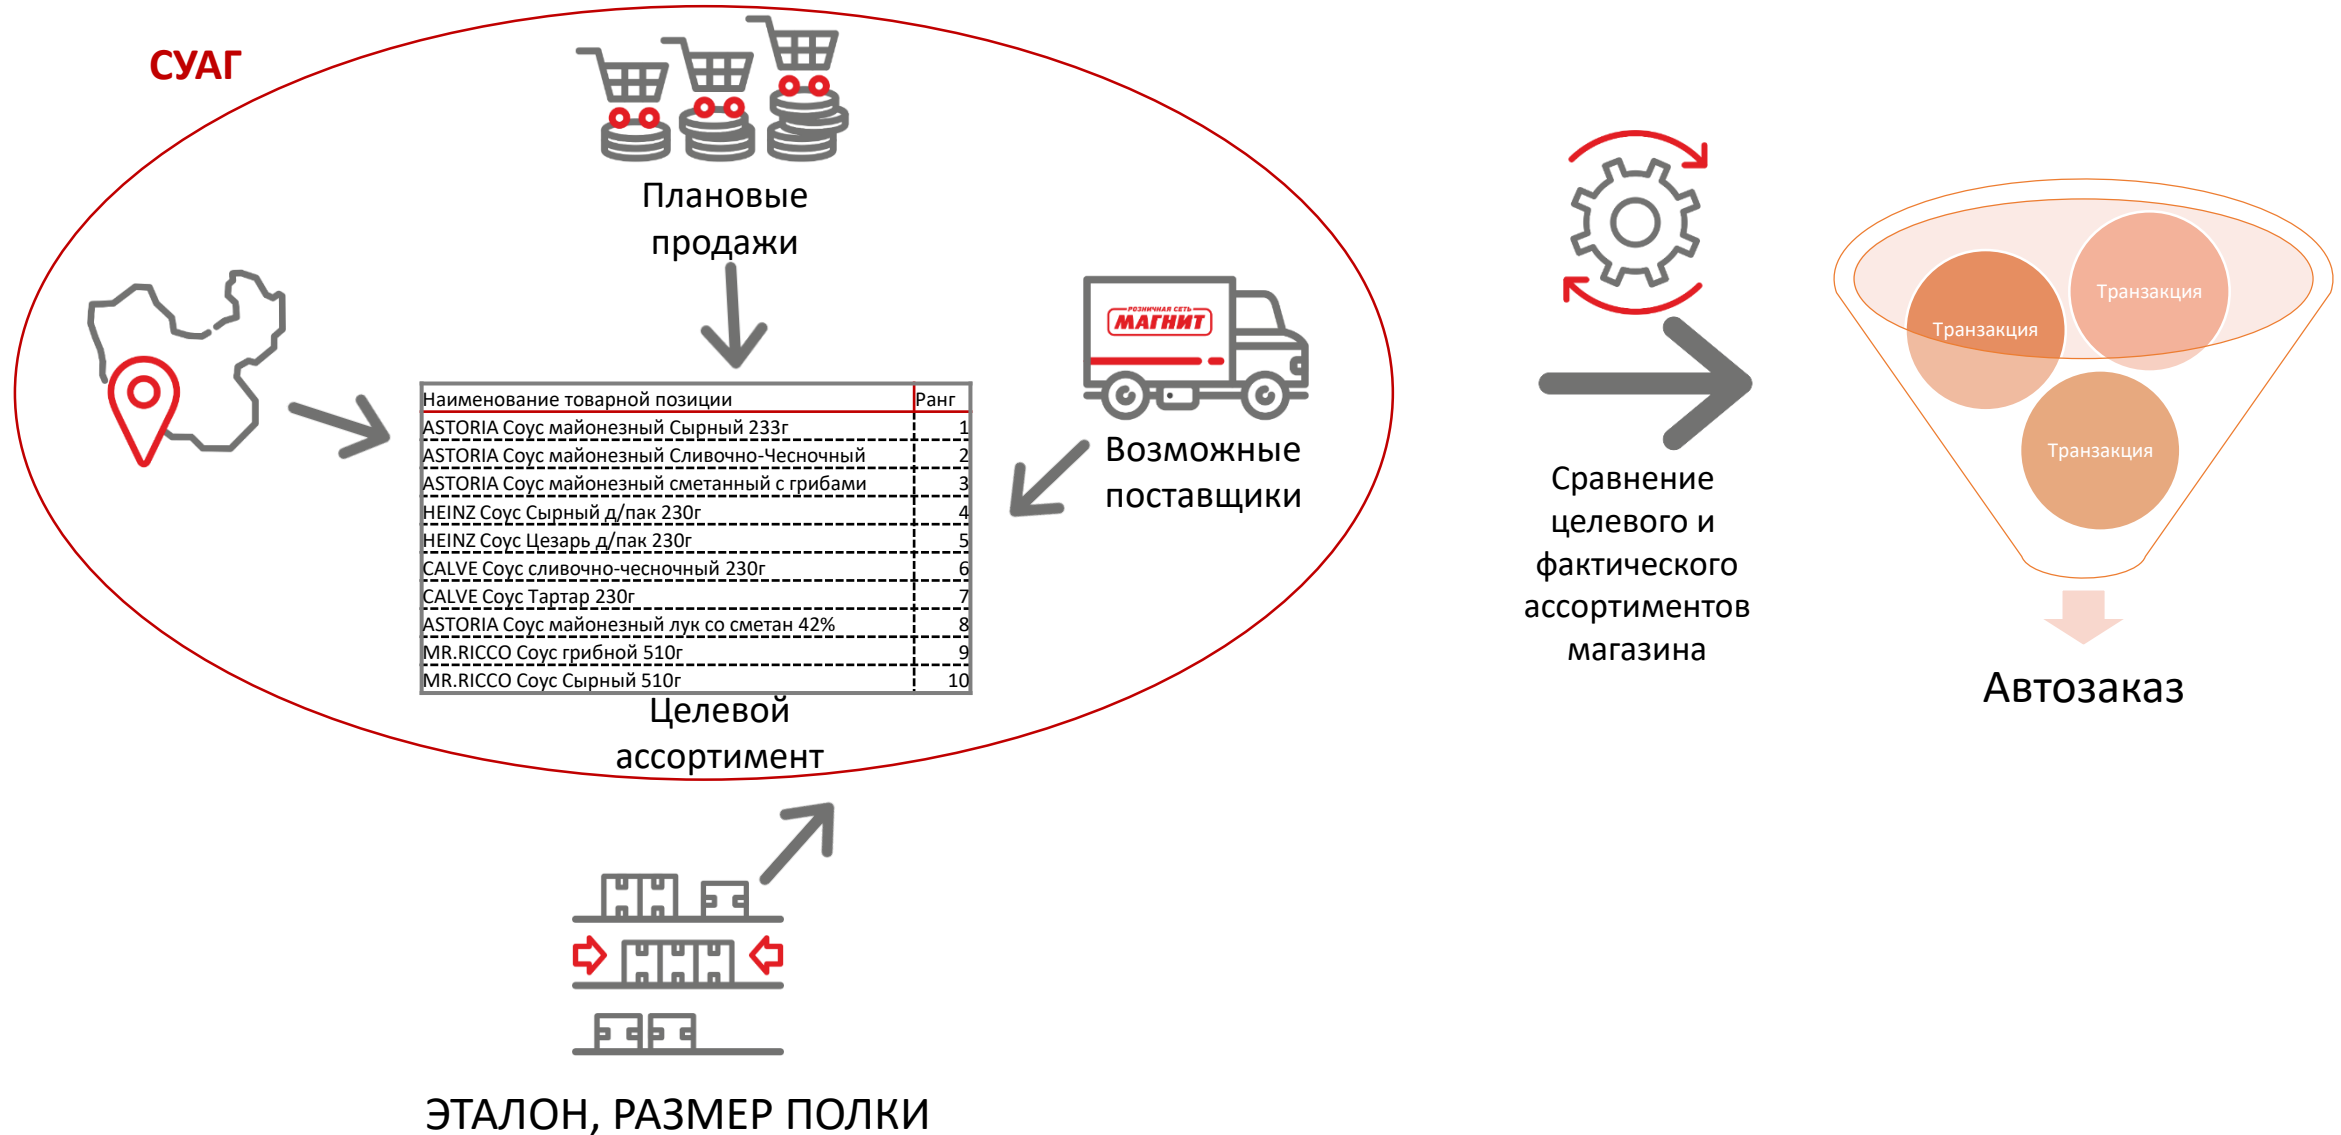 СУАГ
Плановые
продажи
РОЗНИЧНАЯ СЕТЬ
МАГНИТ
Возможные
поставщики
Наименование товарной позиции Ранг
ASTORIA Соус майонезный Сырный 233г 1
ASTORIA Соус майонезный Сливочно-Чесночный 2
ASTORIA Соус майонезный сметанный с грибами 3
HEINZ Соус Сырный д/пак 230г 4
HEINZ Соус Цезарь д/пак 230г 5
CALVE Соус сливочно-чесночный 230г 6
CALVE Соус Тартар 230г 7
ASTORIA Соус майонезный лук со сметан 42% 8
MR.RICCO Соус грибной 510г 9
MR.RICCO Соус Сырный 510г 10
Целевой
ассортимент
ЭТАЛОН, РАЗМЕР ПОЛКИ
Сравнение
целевого и
фактического
ассортиментов
магазина
Транзакция
Транзакция
Транзакция
Автозаказ